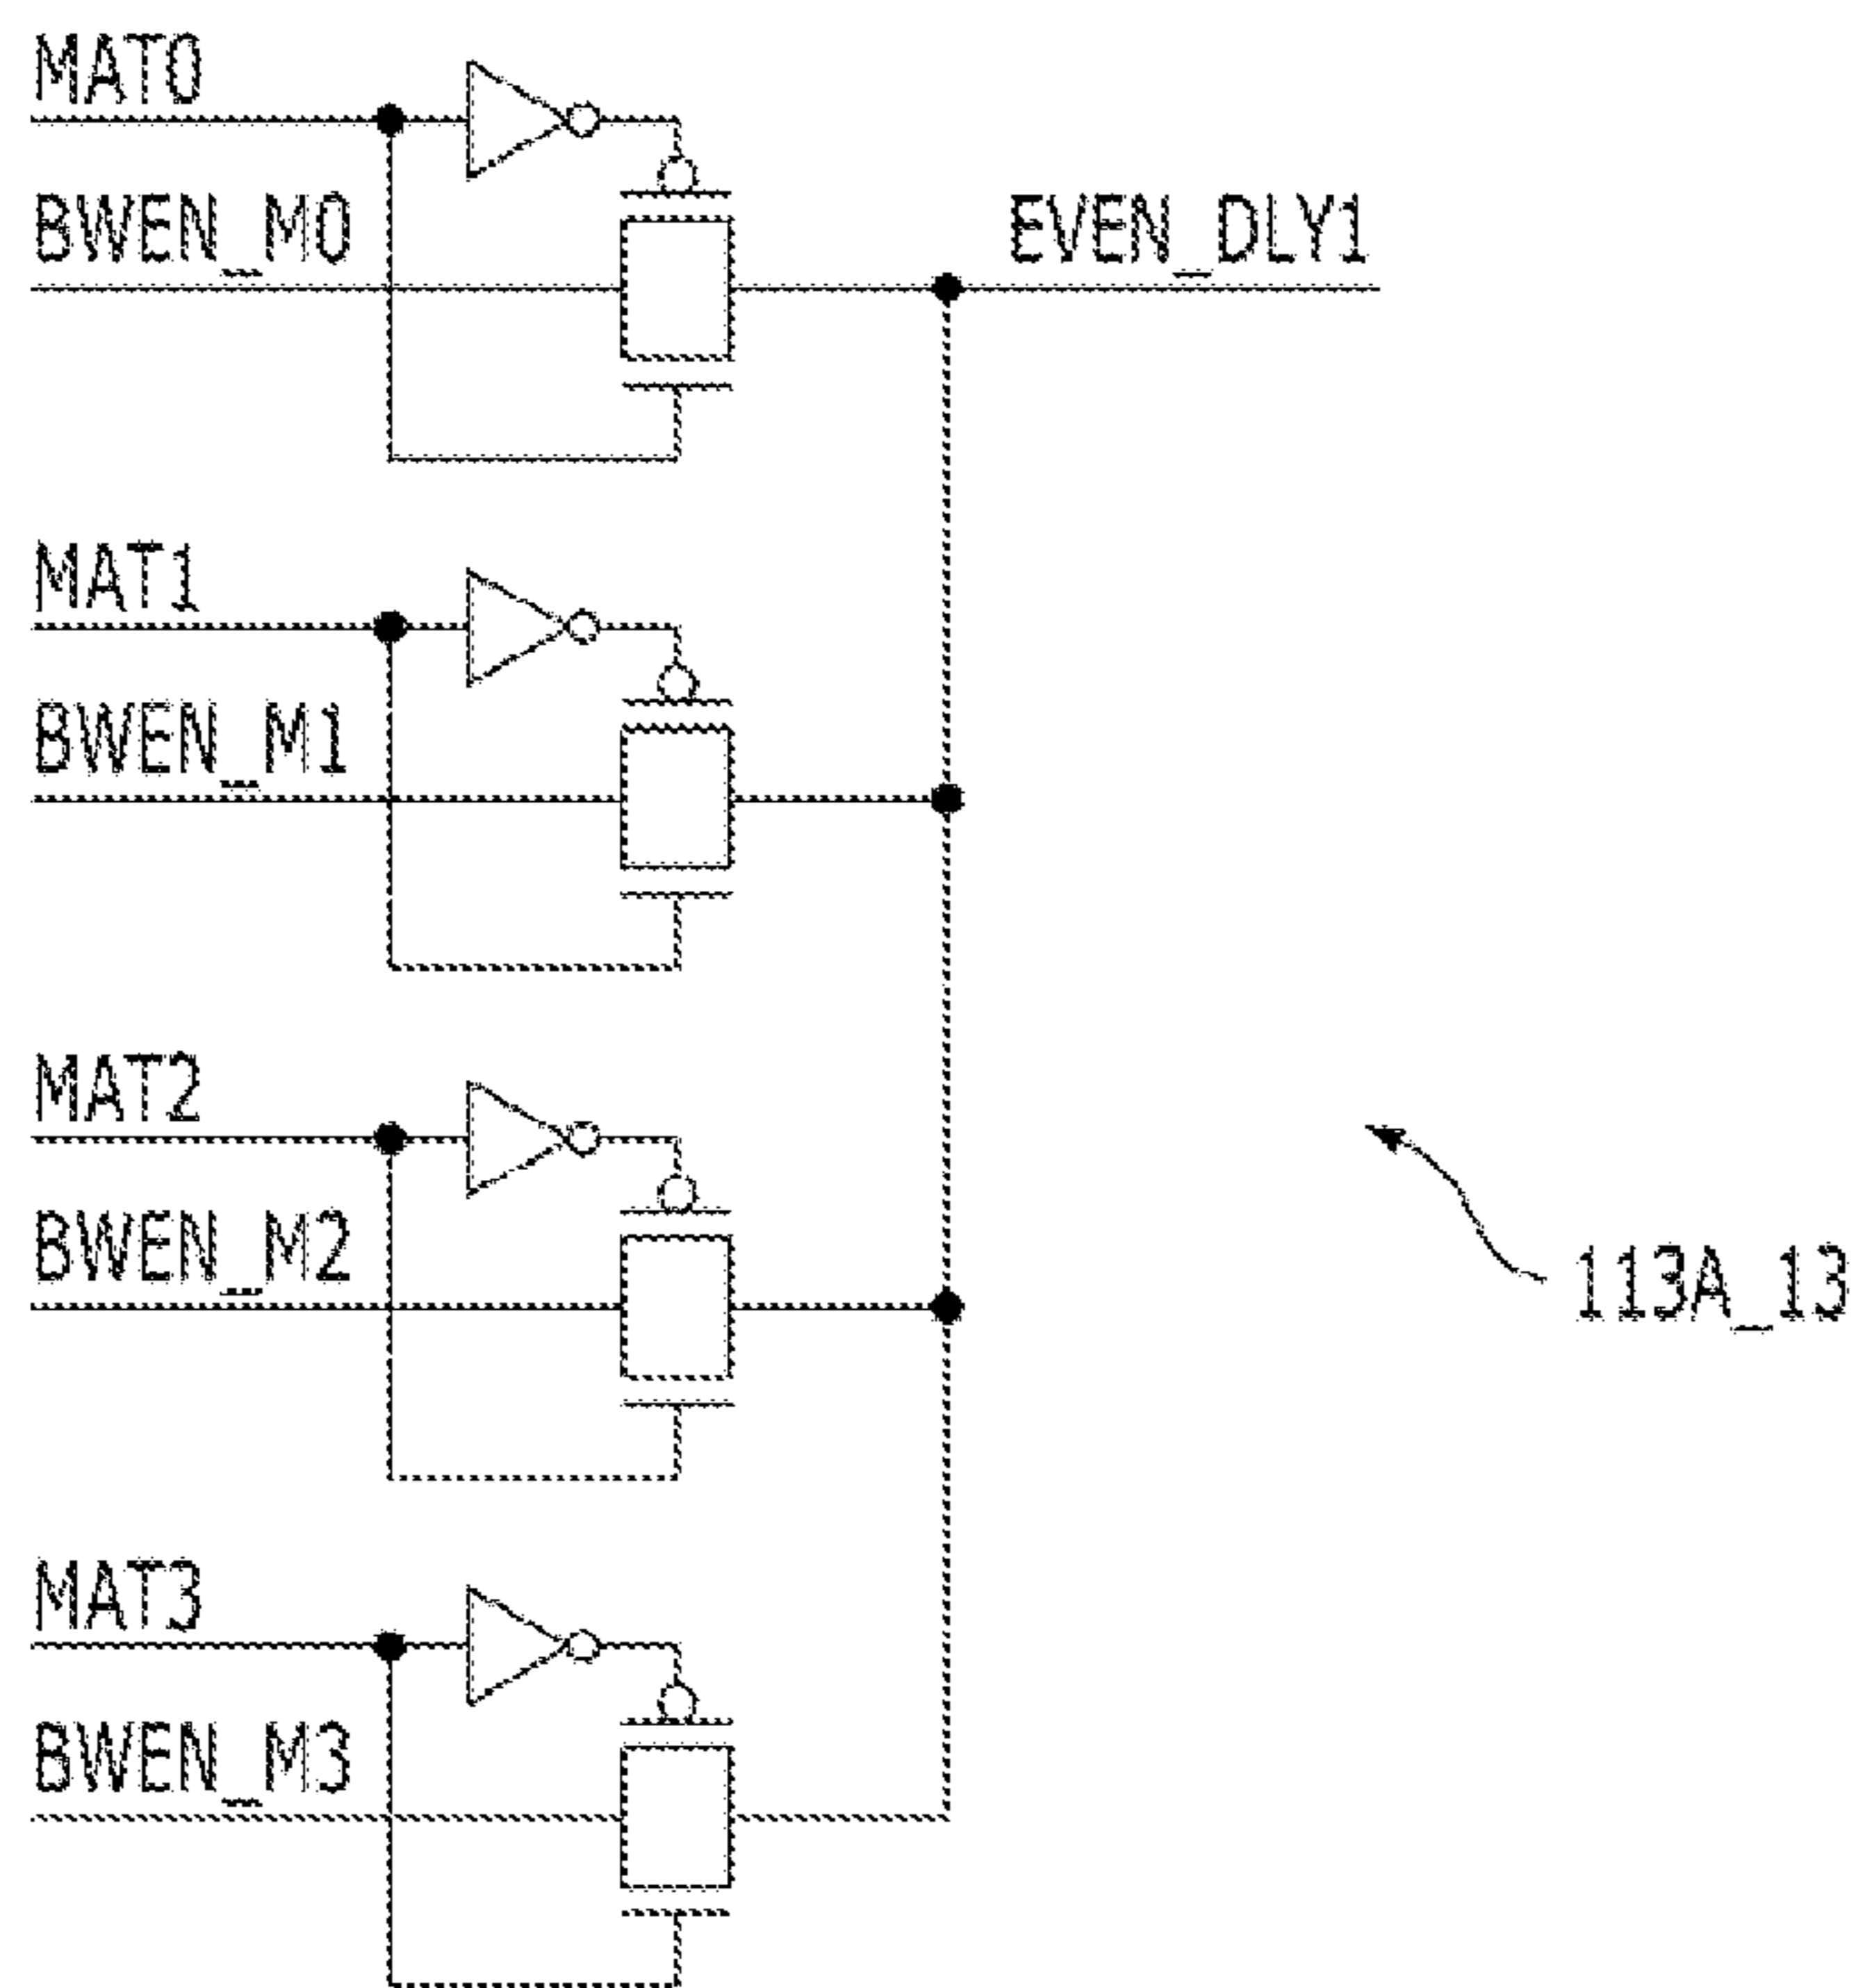 MAT0
BWEN_M0
EVEN_DLY1
MAT1
BWEN_M1
MAT2
BWEN_M2
113A_13
MAT3
BWEN_M3